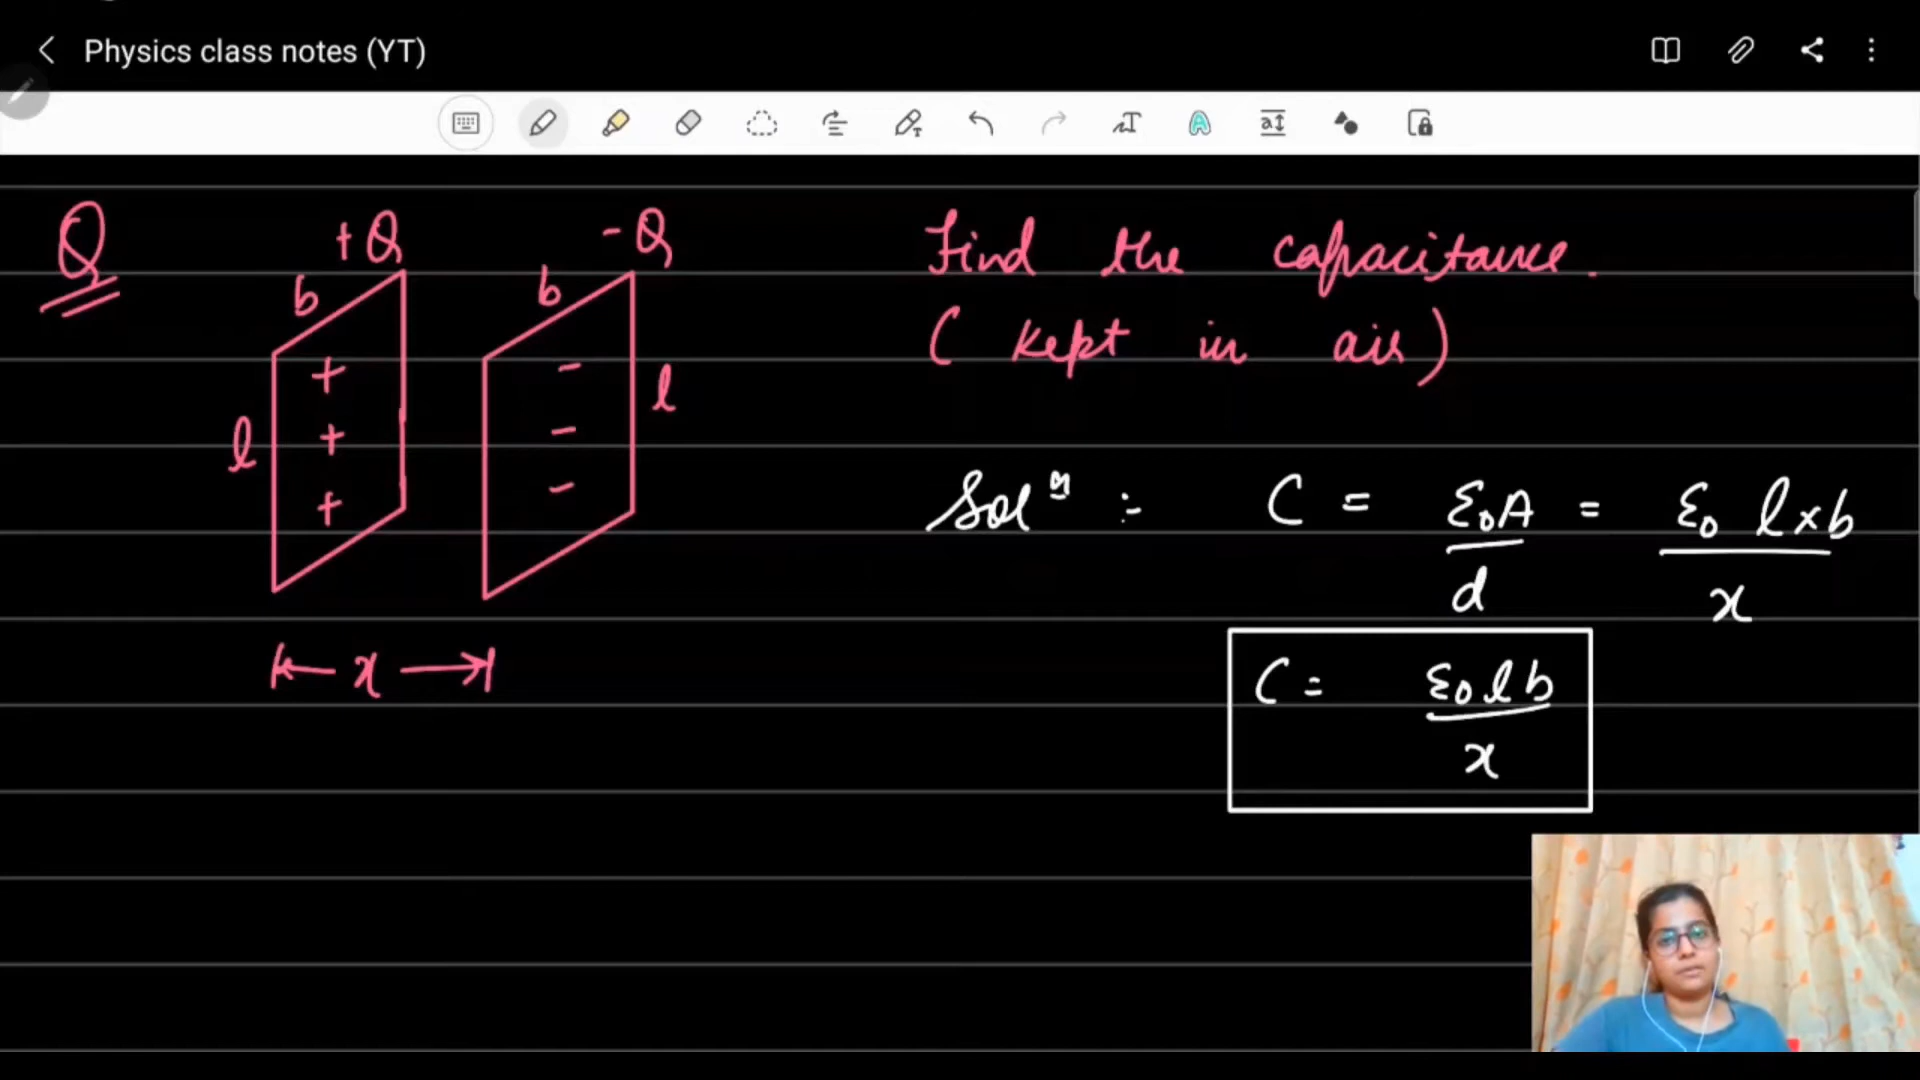 Physics class notes (YT)
Q
+Q
-Q
b
b
+
+
+
-
-
-
l
l
x
Find the capacitance.
(kept in air)
Solⁿ :- C = ε₀A/d = ε₀ l×b/x
C = ε₀lb/x